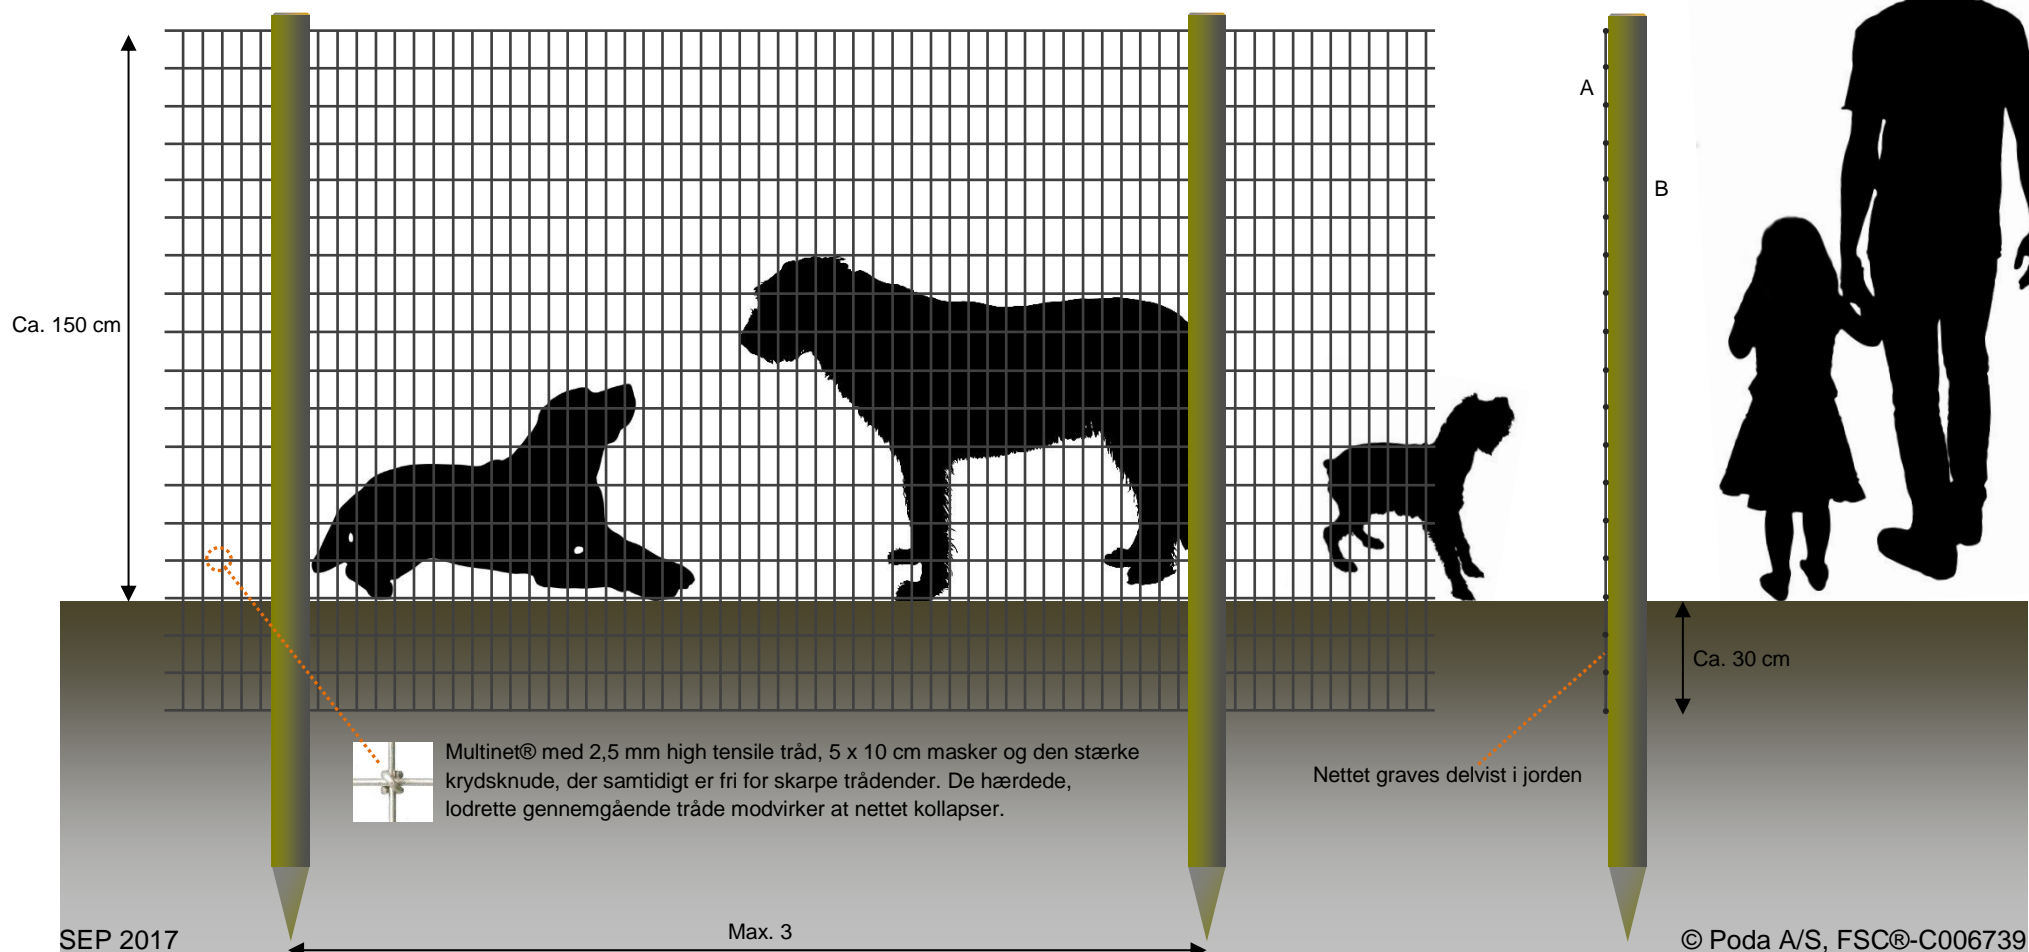 A
B
Ca. 150 cm
Ca. 30 cm
Multinet® med 2,5 mm high tensile tråd, 5 x 10 cm masker og den stærke
krydsknude, der samtidigt er fri for skarpe trådender. De hærdede,
lodrette gennemgående tråde modvirker at nettet kollapser.
Nettet graves delvist i jorden
Max. 3
SEP 2017
© Poda A/S, FSC®-C006739